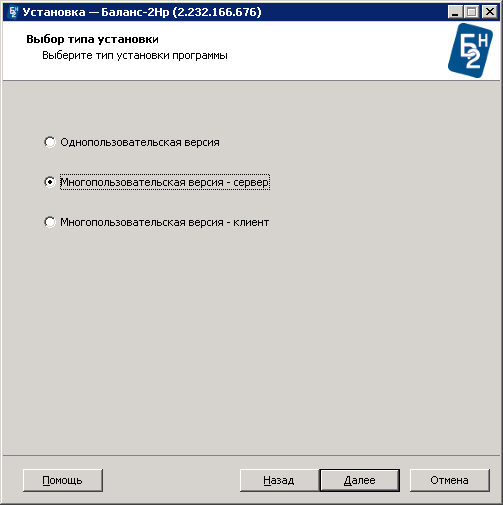 Установка — Баланс-2Нр (2.232.166.676)
Выбор типа установки
Выберите тип установки программы
Б2Н
Однопользовательская версия
Многопользовательская версия - сервер
Многопользовательская версия - клиент
Помощь
Назад
Далее
Отмена